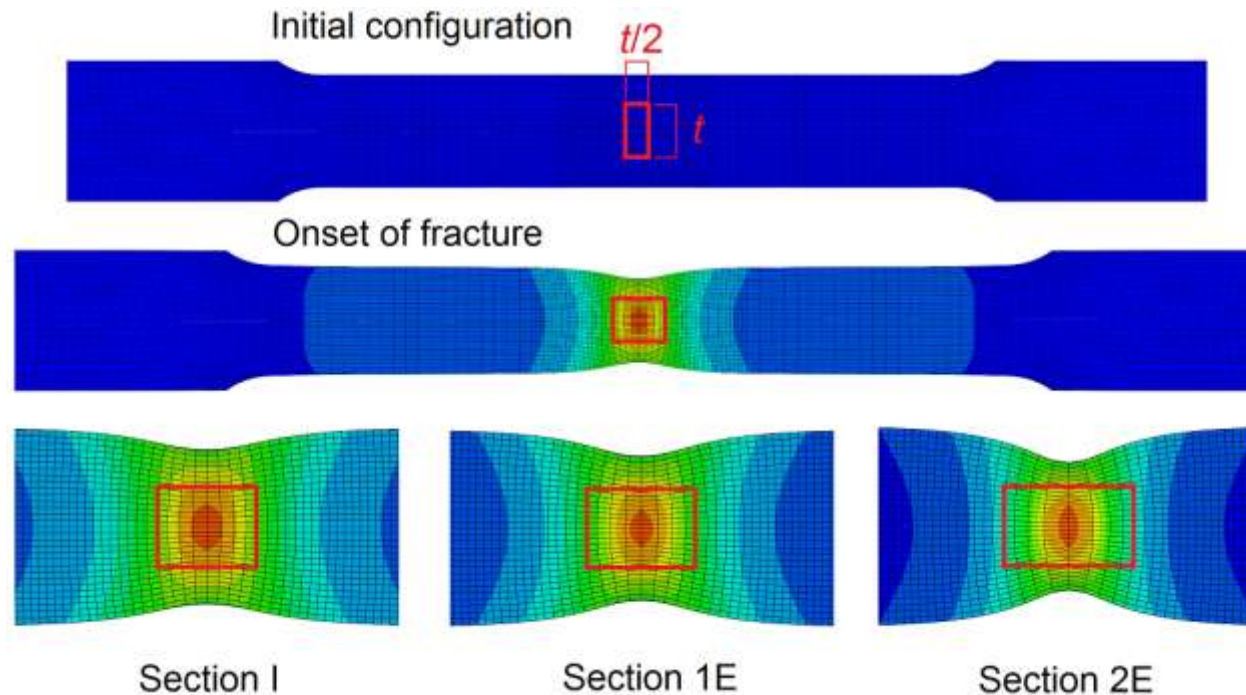 Initial configuration
t/2
t
Onset of fracture
Section I
Section 1E
Section 2E